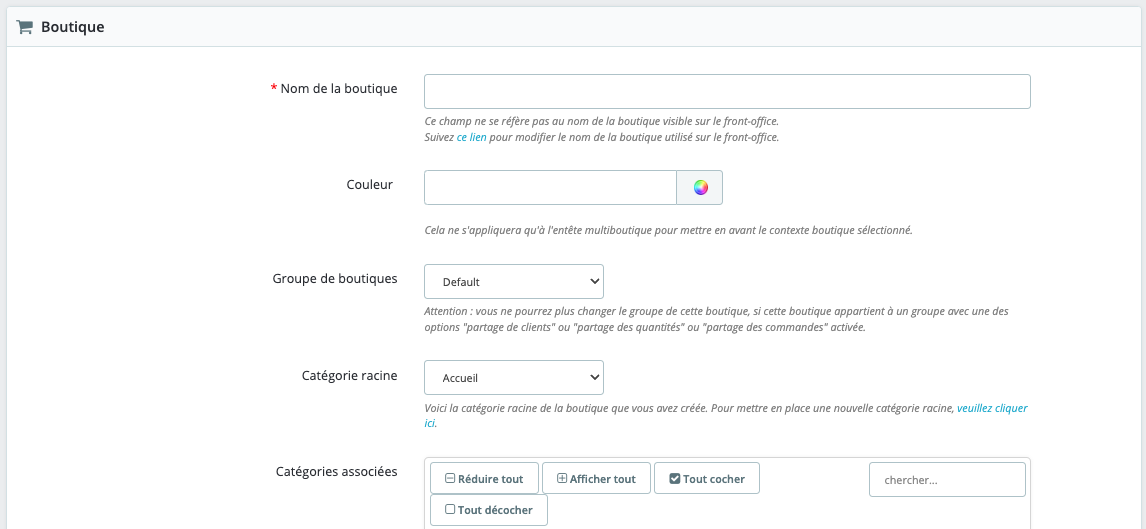 Boutique
* Nom de la boutique
Ce champ ne se réfère pas au nom de la boutique visible sur le front-office.
Suivez ce lien pour modifier le nom de la boutique utilisé sur le front-office.
Couleur
Cela ne s'appliquera qu'à l'entête multiboutique pour mettre en avant le contexte boutique sélectionné.
Groupe de boutiques
Default
Attention : vous ne pourrez plus changer le groupe de cette boutique, si cette boutique appartient à un groupe avec une des
options "partage de clients" ou "partage des quantités" ou "partage des commandes" activée.
Catégorie racine
Accueil
Voici la catégorie racine de la boutique que vous avez créée. Pour mettre en place une nouvelle catégorie racine, veuillez cliquer
ici.
Catégories associées
Réduire tout Afficher tout Tout cocher chercher...
Tout décocher